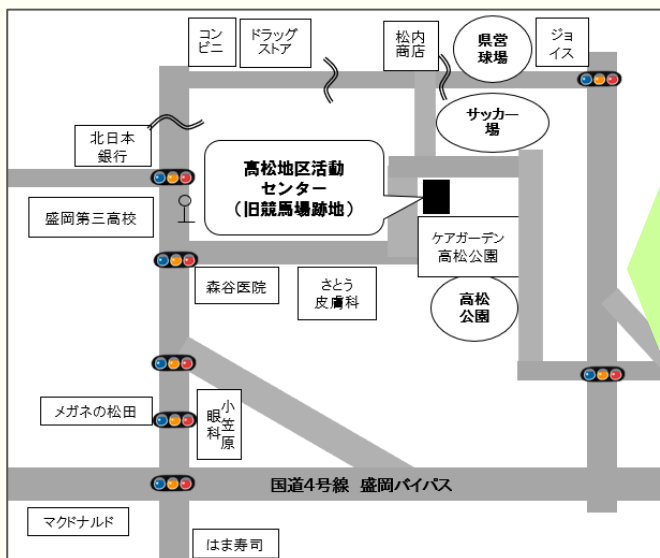 コン
ビニ
ドラッグ
ストア
松内
商店
県営
球場
ジョ
イス
サッカー
場
北日本
銀行
高松地区活動
センター
（旧競馬場跡地）
盛岡第三高校
ケアガーデン
高松公園
森谷医院
さとう
皮膚科
高松
公園
メガネの松田
小笠原
眼科
国道4号線 盛岡バイパス
マクドナルド
はま寿司